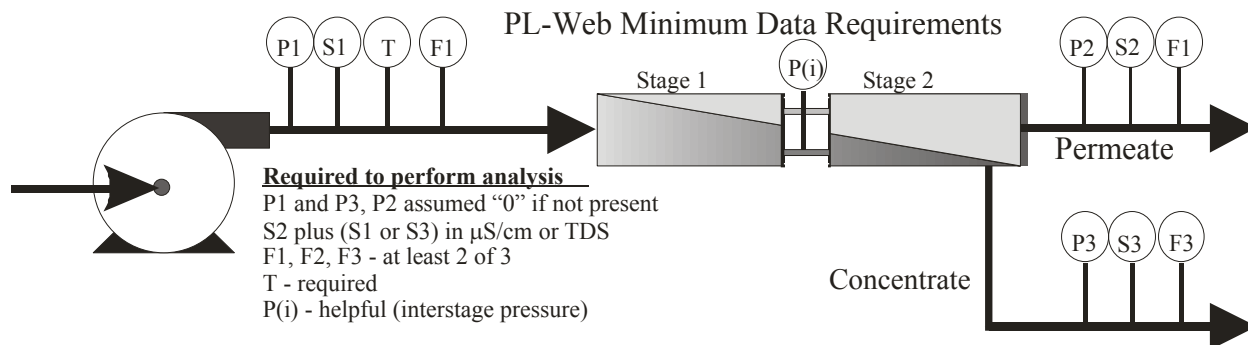 PL-Web Minimum Data Requirements
P1 S1 T F1
P(i)
P2 S2 F1
Stage 1
Stage 2
Permeate
Required to perform analysis
P1 and P3, P2 assumed “0” if not present
S2 plus (S1 or S3) in μS/cm or TDS
F1, F2, F3 - at least 2 of 3
T - required
P(i) - helpful (interstage pressure)
P3 S3 F3
Concentrate